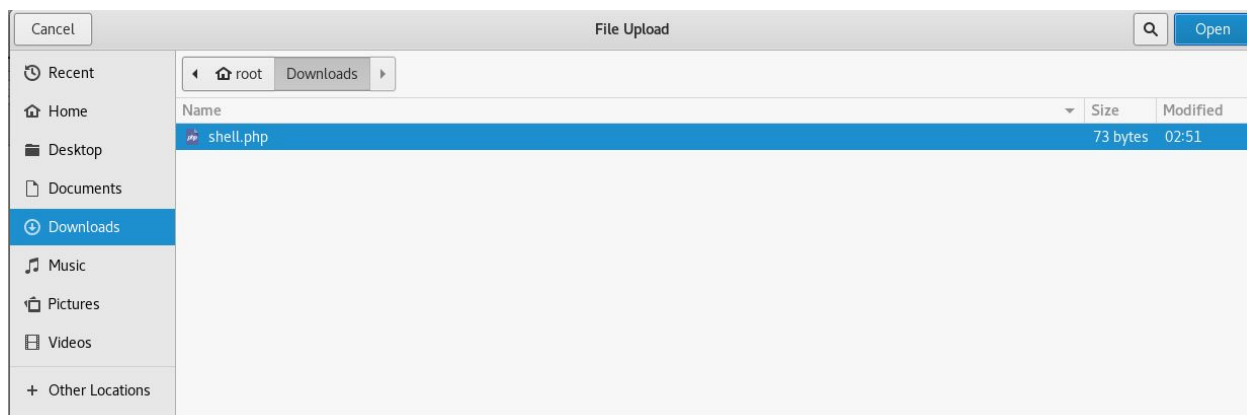 Cancel File Upload Open
Recent
Home
Desktop
Documents
Downloads
Music
Pictures
Videos
+ Other Locations
root Downloads
Name Size Modified
php shell.php 73 bytes 02:51